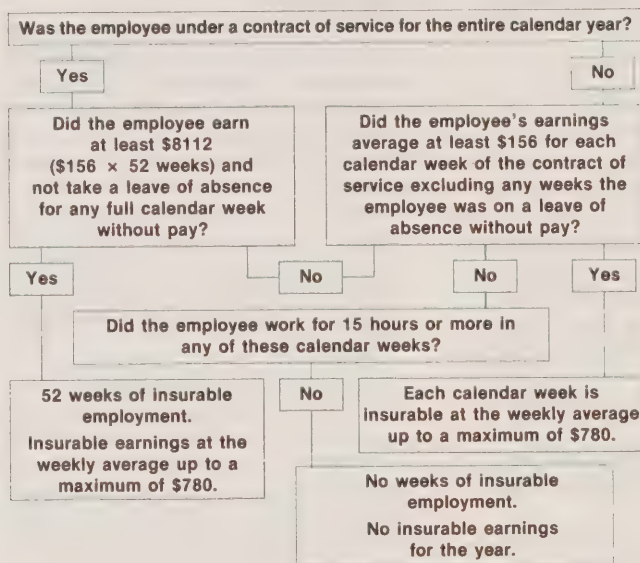 Was the employee under a contract of service for the entire calendar year?
Yes
No
Did the employee earn
at least $8112
($156 × 52 weeks) and
not take a leave of absence
for any full calendar week
without pay?
Did the employee's earnings
average at least $156 for each
calendar week of the contract of
service excluding any weeks the
employee was on a leave of
absence without pay?
Yes
No
No
Yes
Did the employee work for 15 hours or more in
any of these calendar weeks?
52 weeks of insurable
employment.
Insurable earnings at the
weekly average up to a
maximum of $780.
No
Each calendar week is
insurable at the weekly average
up to a maximum of $780.
No weeks of insurable
employment.
No insurable earnings
for the year.